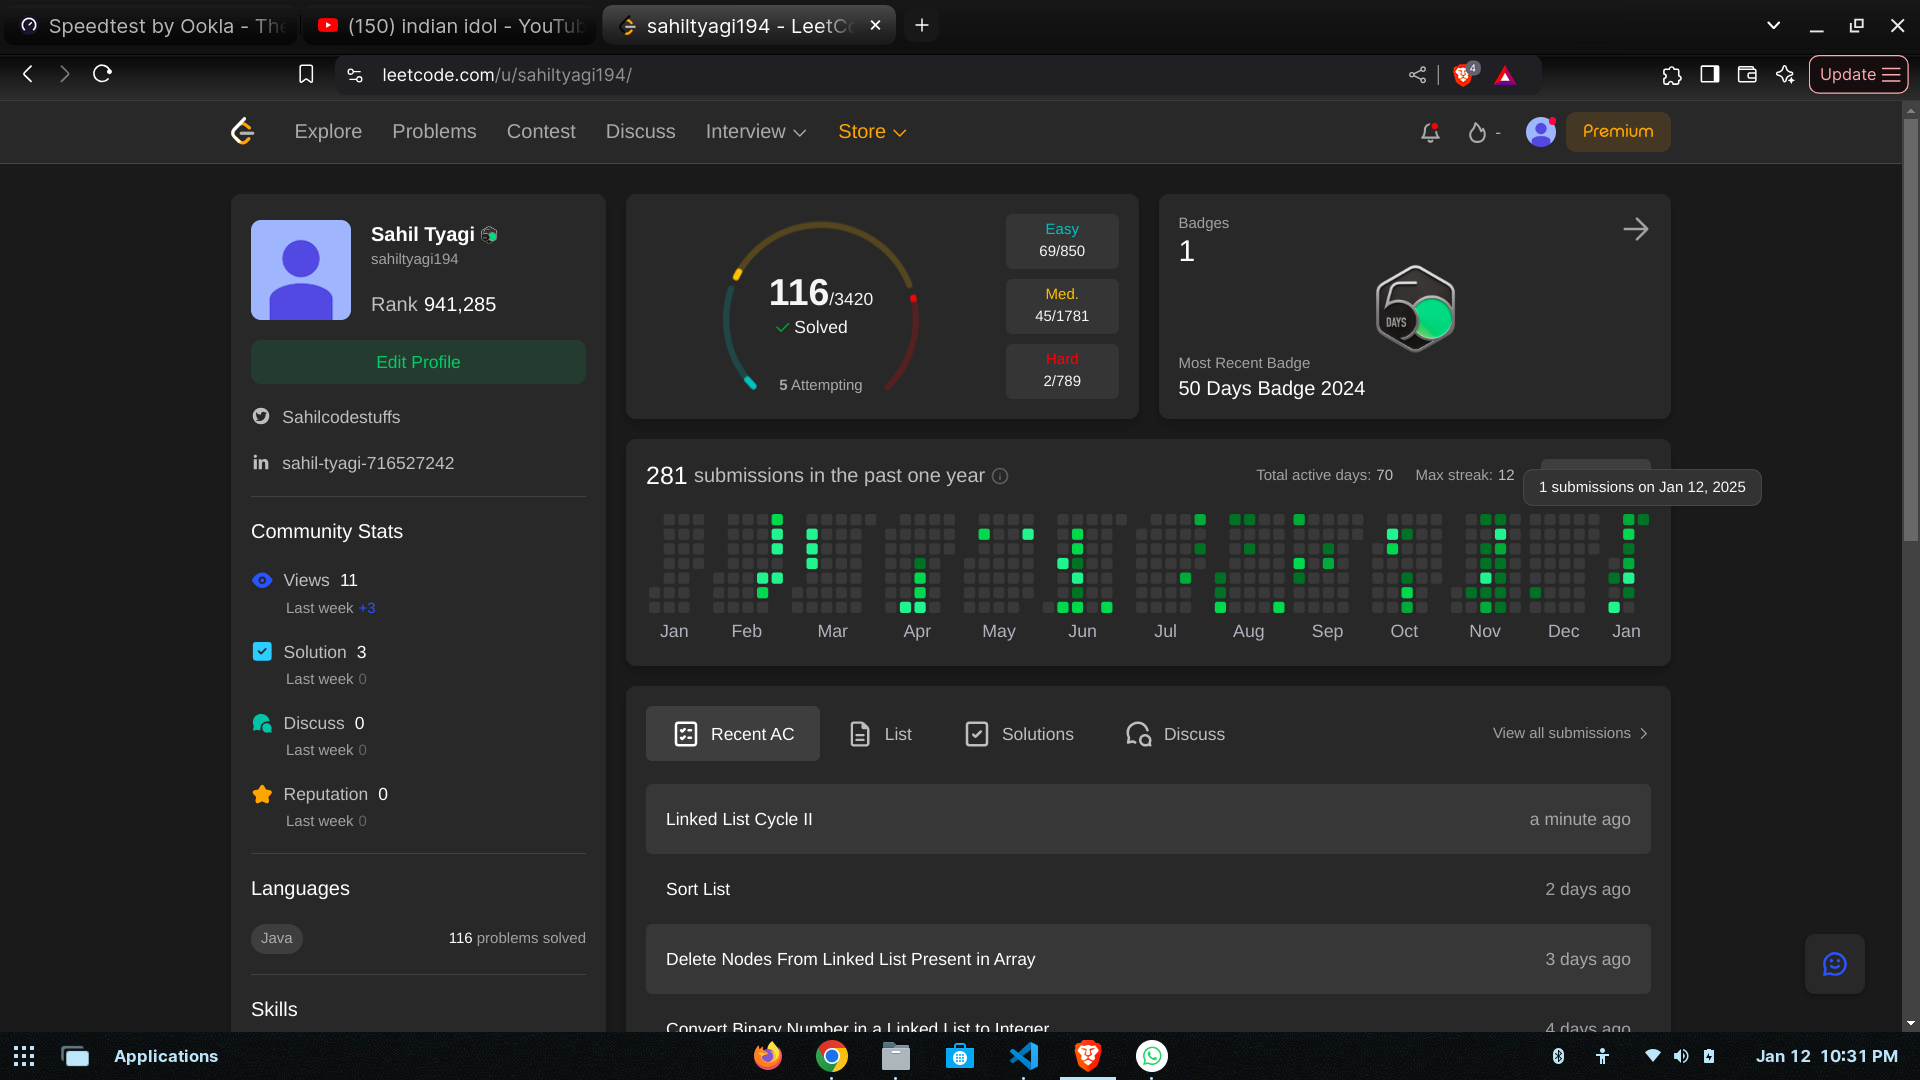 Speedtest by Ookla - The
(150) indian idol - YouTub
sahiltyagi194 - LeetCo
leetcode.com/u/sahiltyagi194/
4
Update
Explore
Problems
Contest
Discuss
Interview
Store
-
Premium
Sahil Tyagi
sahiltyagi194
Rank 941,285
Edit Profile
Sahilcodestuffs
sahil-tyagi-716527242
Community Stats
Views 11
Last week +3
Solution 3
Last week 0
Discuss 0
Last week 0
Reputation 0
Last week 0
Languages
Java
116 problems solved
Skills
116/3420
Solved
5 Attempting
Easy
69/850
Med.
45/1781
Hard
2/789
Badges
1
50
DAYS
Most Recent Badge
50 Days Badge 2024
281 submissions in the past one year
Total active days: 70
Max streak: 12
1 submissions on Jan 12, 2025
Jan
Feb
Mar
Apr
May
Jun
Jul
Aug
Sep
Oct
Nov
Dec
Jan
Recent AC
List
Solutions
Discuss
View all submissions
Linked List Cycle II
a minute ago
Sort List
2 days ago
Delete Nodes From Linked List Present in Array
3 days ago
Convert Binary Number in a Linked List to Integer
4 days ago
Applications
Jan 12 10:31 PM